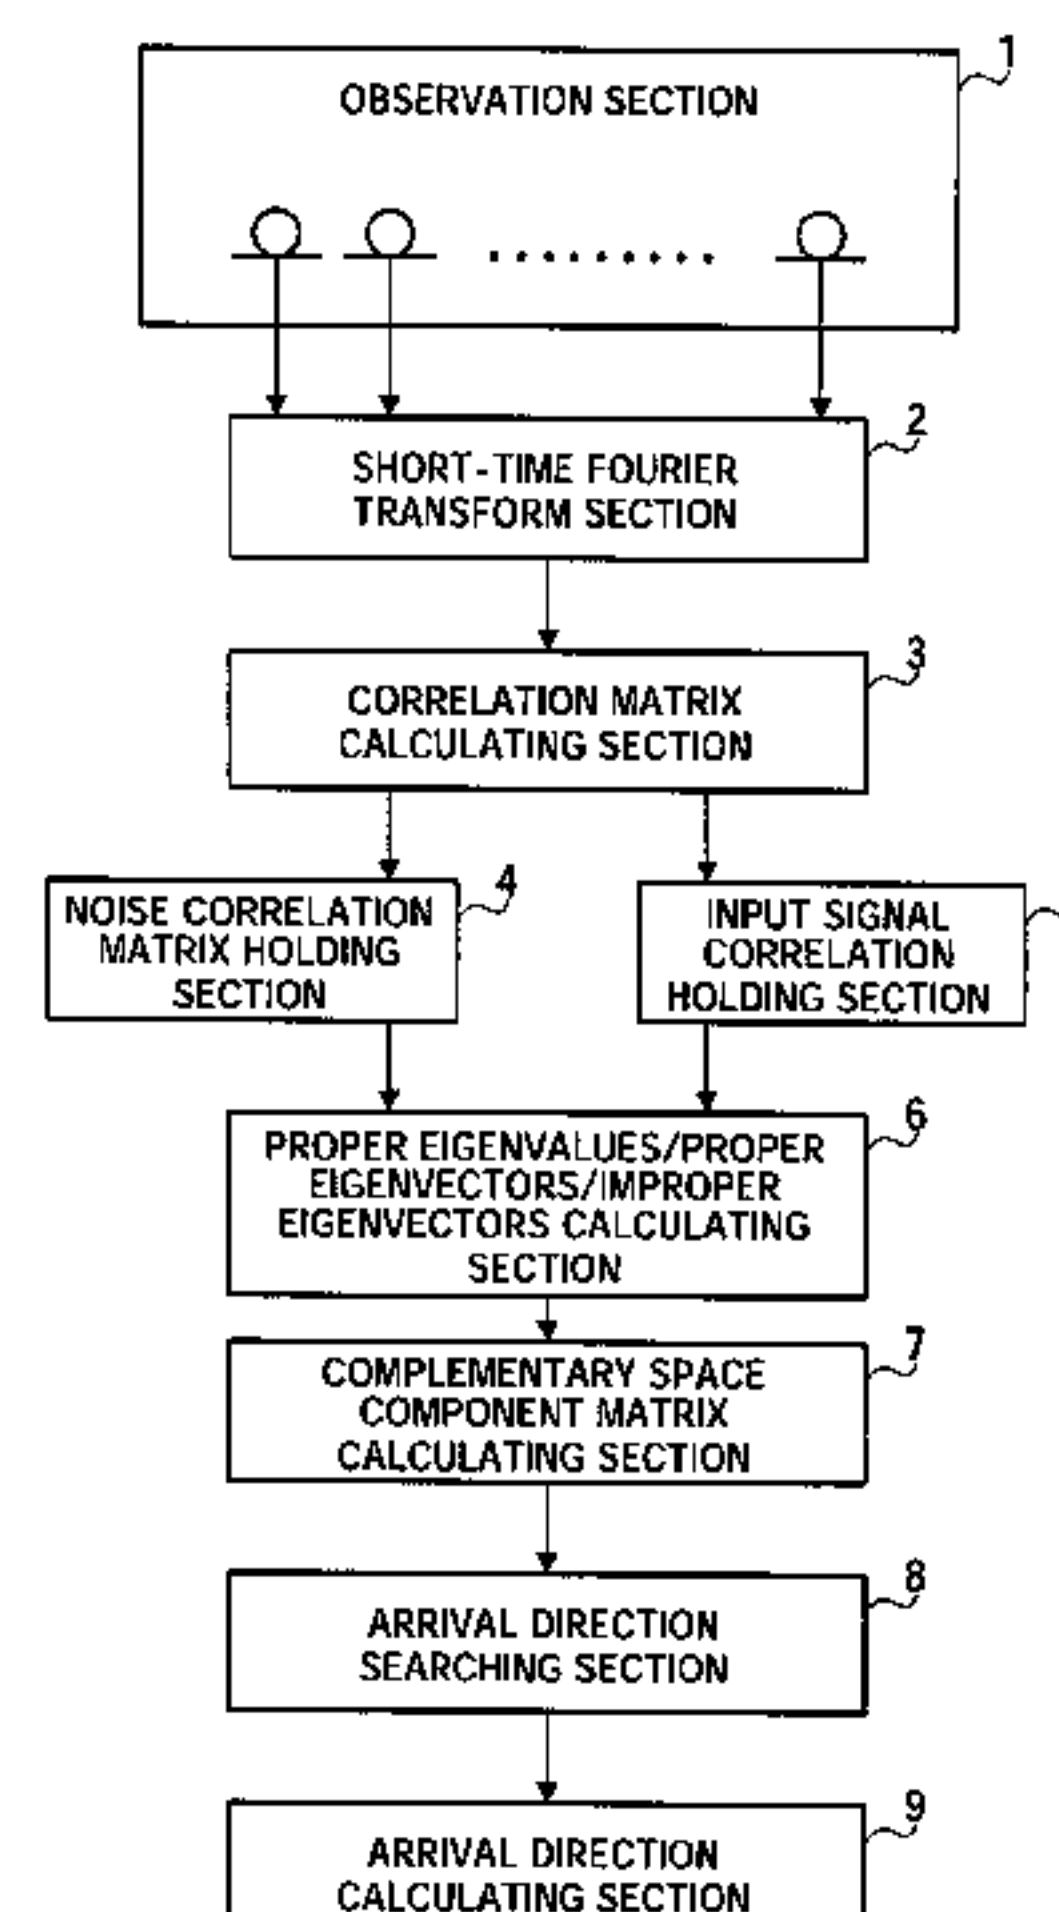 1
OBSERVATION SECTION
2
SHORT-TIME FOURIER
TRANSFORM SECTION
3
CORRELATION MATRIX
CALCULATING SECTION
4
NOISE CORRELATION
MATRIX HOLDING
SECTION
INPUT SIGNAL
CORRELATION
HOLDING SECTION
6
PROPER EIGENVALUES/PROPER
EIGENVECTORS/IMPROPER
EIGENVECTORS CALCULATING
SECTION
7
COMPLEMENTARY SPACE
COMPONENT MATRIX
CALCULATING SECTION
8
ARRIVAL DIRECTION
SEARCHING SECTION
9
ARRIVAL DIRECTION
CALCULATING SECTION